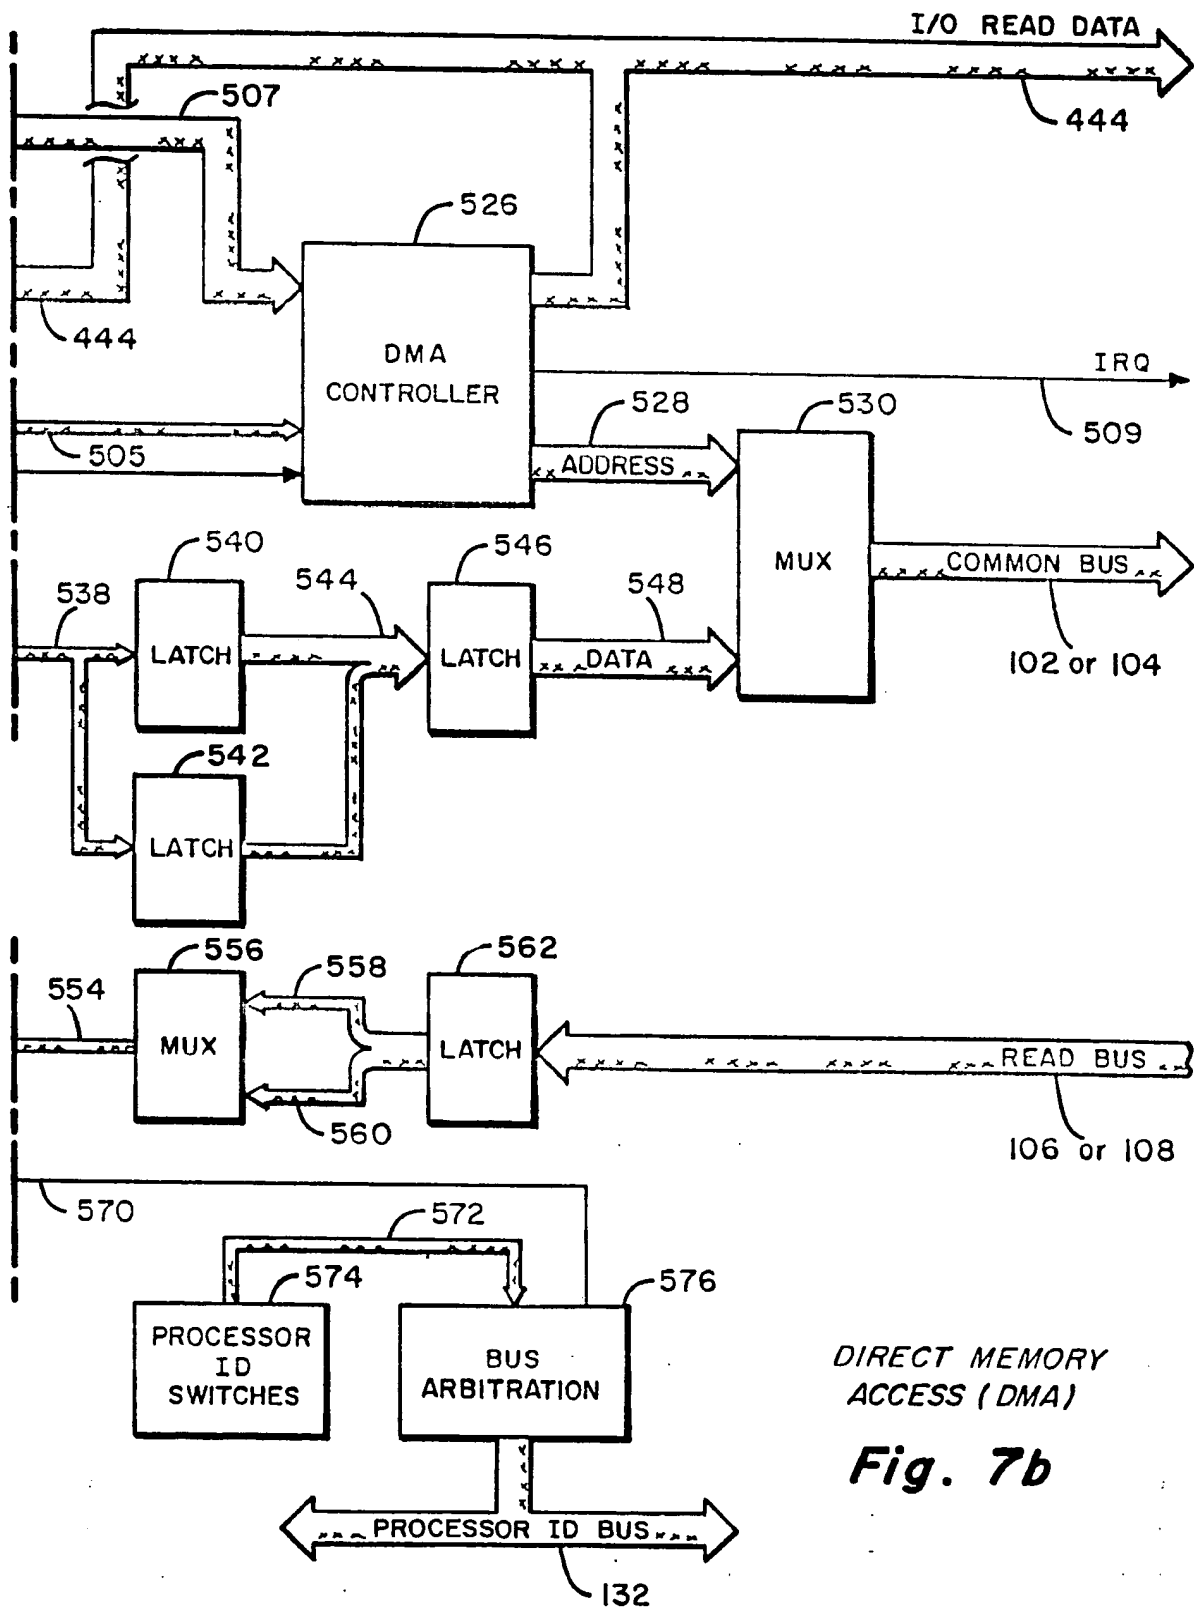 I/O READ DATA
507
444
526
444
DMA
CONTROLLER
IRQ
528
530
509
505
ADDRESS
540
546
MUX
COMMON BUS
538
544
548
LATCH
LATCH
DATA
102 or 104
542
LATCH
556
558
562
554
MUX
LATCH
READ BUS
560
106 or 108
570
572
574
576
PROCESSOR
ID
SWITCHES
BUS
ARBITRATION
DIRECT MEMORY
ACCESS (DMA)
Fig. 7b
PROCESSOR ID BUS
132